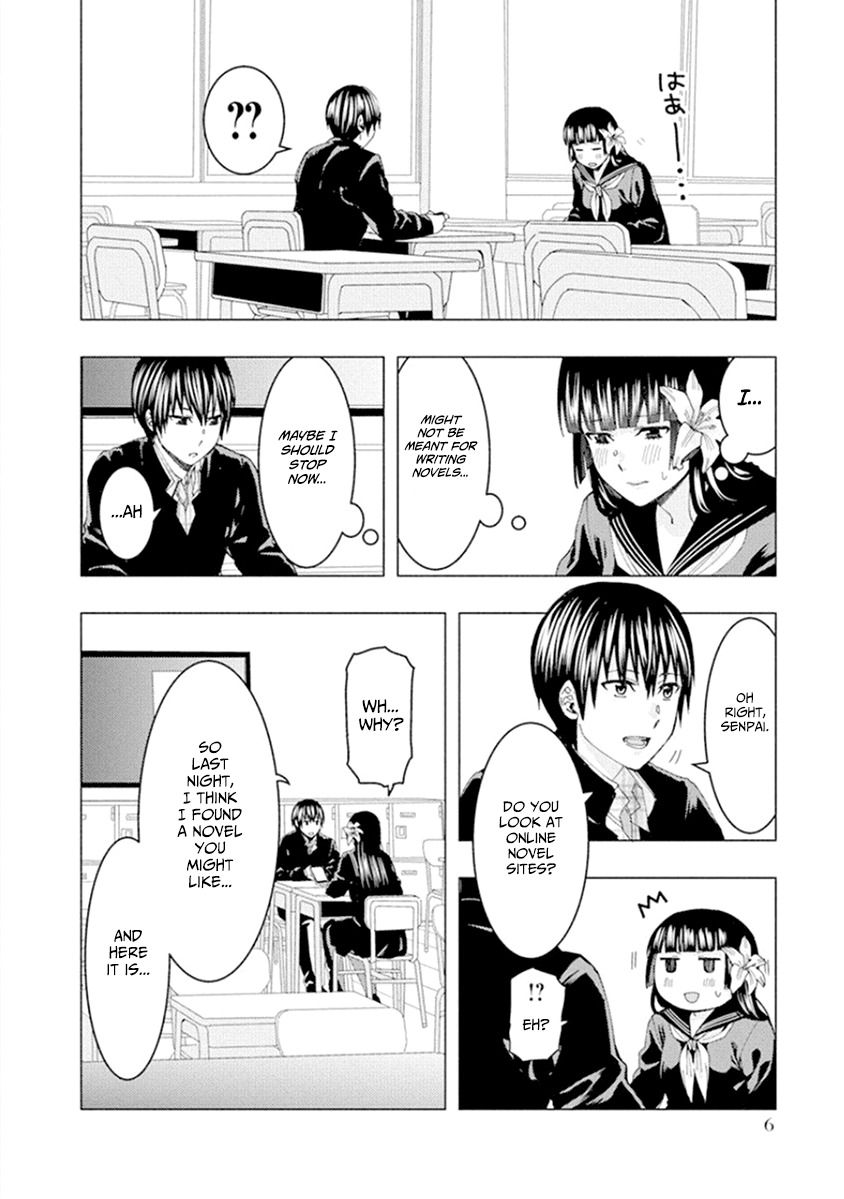 はあー…
??
I...
MIGHT
NOT BE
MEANT FOR
WRITING
NOVELS...
MAYBE I
SHOULD
STOP
NOW...
...AH
OH
RIGHT,
SENPAI.
DO YOU
LOOK AT
ONLINE
NOVEL
SITES?
!?
EH?
WH...
WHY?
SO
LAST
NIGHT,
I THINK
I FOUND
A NOVEL
YOU
MIGHT
LIKE...
AND
HERE
IT IS...
6